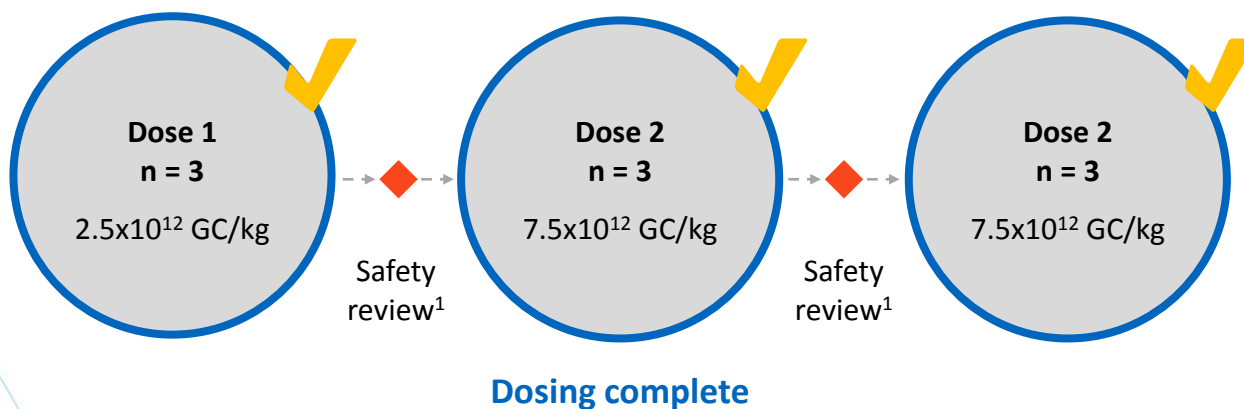 Dose 1
n = 3
2.5x10¹² GC/kg
Safety
review¹
Dose 2
n = 3
7.5x10¹² GC/kg
Safety
review¹
Dose 2
n = 3
7.5x10¹² GC/kg
Dosing complete